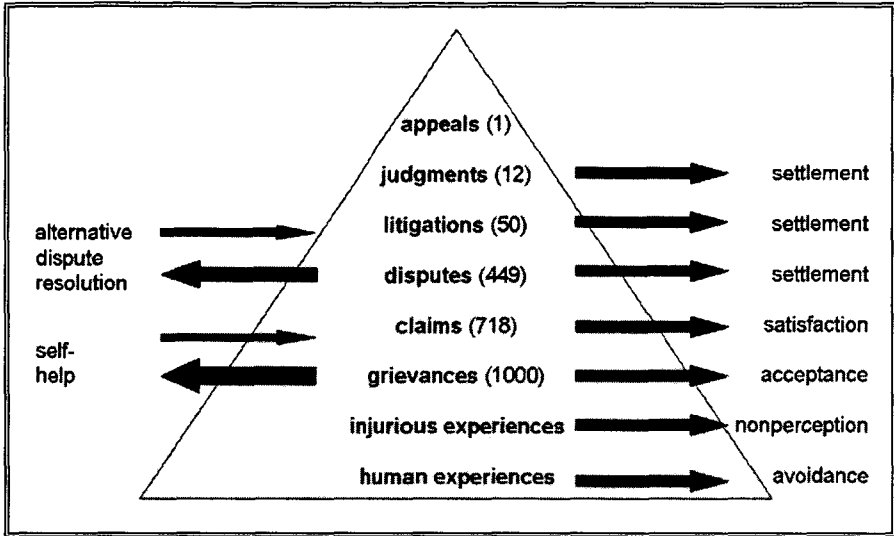 appeals (1)
judgments (12) settlement
litigations (50) settlement
alternative
dispute
resolution
disputes (449) settlement
claims (718) satisfaction
self-
help
grievances (1000) acceptance
injurious experiences nonperception
human experiences avoidance